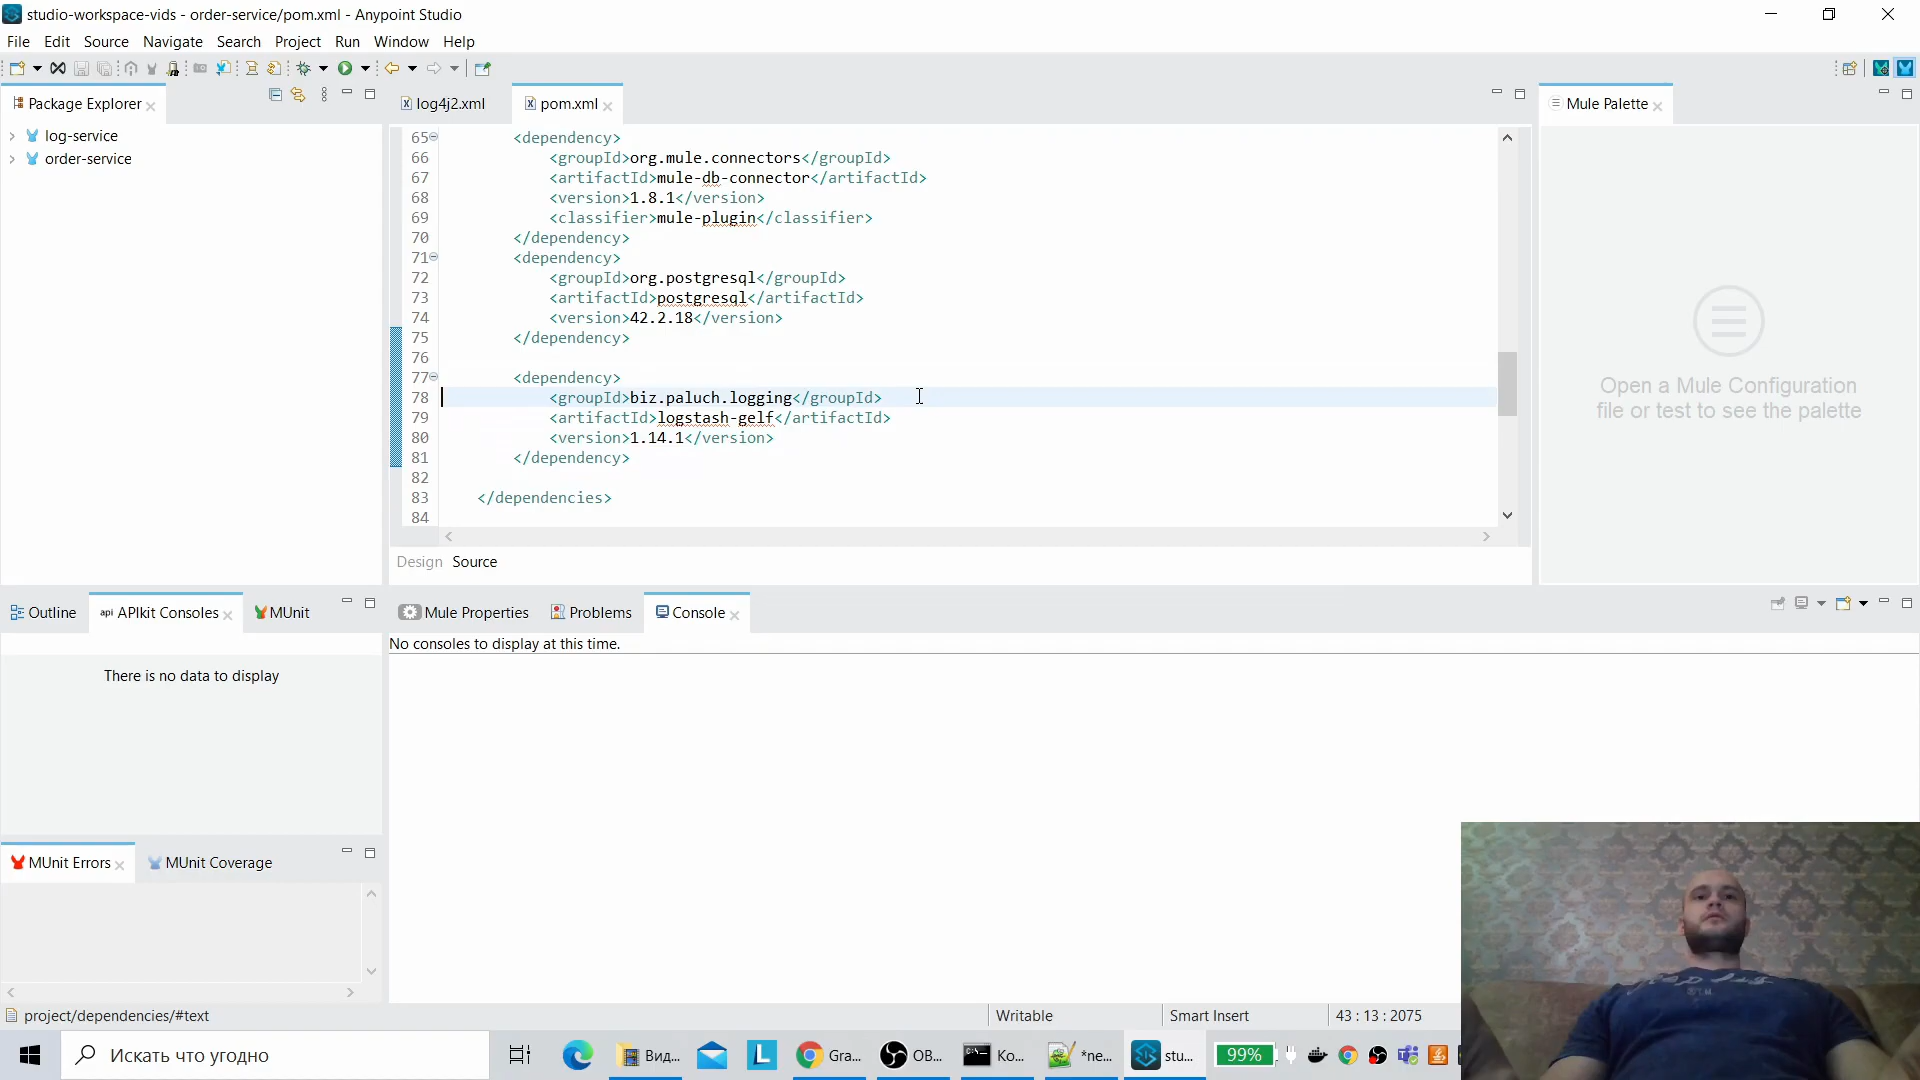 studio-workspace-vids - order-service/pom.xml - Anypoint Studio
File Edit Source Navigate Search Project Run Window Help
Package Explorer
log4j2.xml
pom.xml
Mule Palette
log-service
order-service
65 <dependency>
66 <groupId>org.mule.connectors</groupId>
67 <artifactId>mule-db-connector</artifactId>
68 <version>1.8.1</version>
69 <classifier>mule-plugin</classifier>
70 </dependency>
71 <dependency>
72 <groupId>org.postgresql</groupId>
73 <artifactId>postgresql</artifactId>
74 <version>42.2.18</version>
75 </dependency>
76
77 <dependency>
78 <groupId>biz.paluch.logging</groupId>
79 <artifactId>logstash-gelf</artifactId>
80 <version>1.14.1</version>
81 </dependency>
82
83 </dependencies>
84
Open a Mule Configuration
file or test to see the palette
Design Source
Outline
api APIkit Consoles
MUnit
Mule Properties
Problems
Console
No consoles to display at this time.
There is no data to display
MUnit Errors
MUnit Coverage
project/dependencies/#text
Writable
Smart Insert
43 : 13 : 2075
Искать что угодно
Вид...
L
Gra...
OB...
Ko...
*ne...
stu...
99%